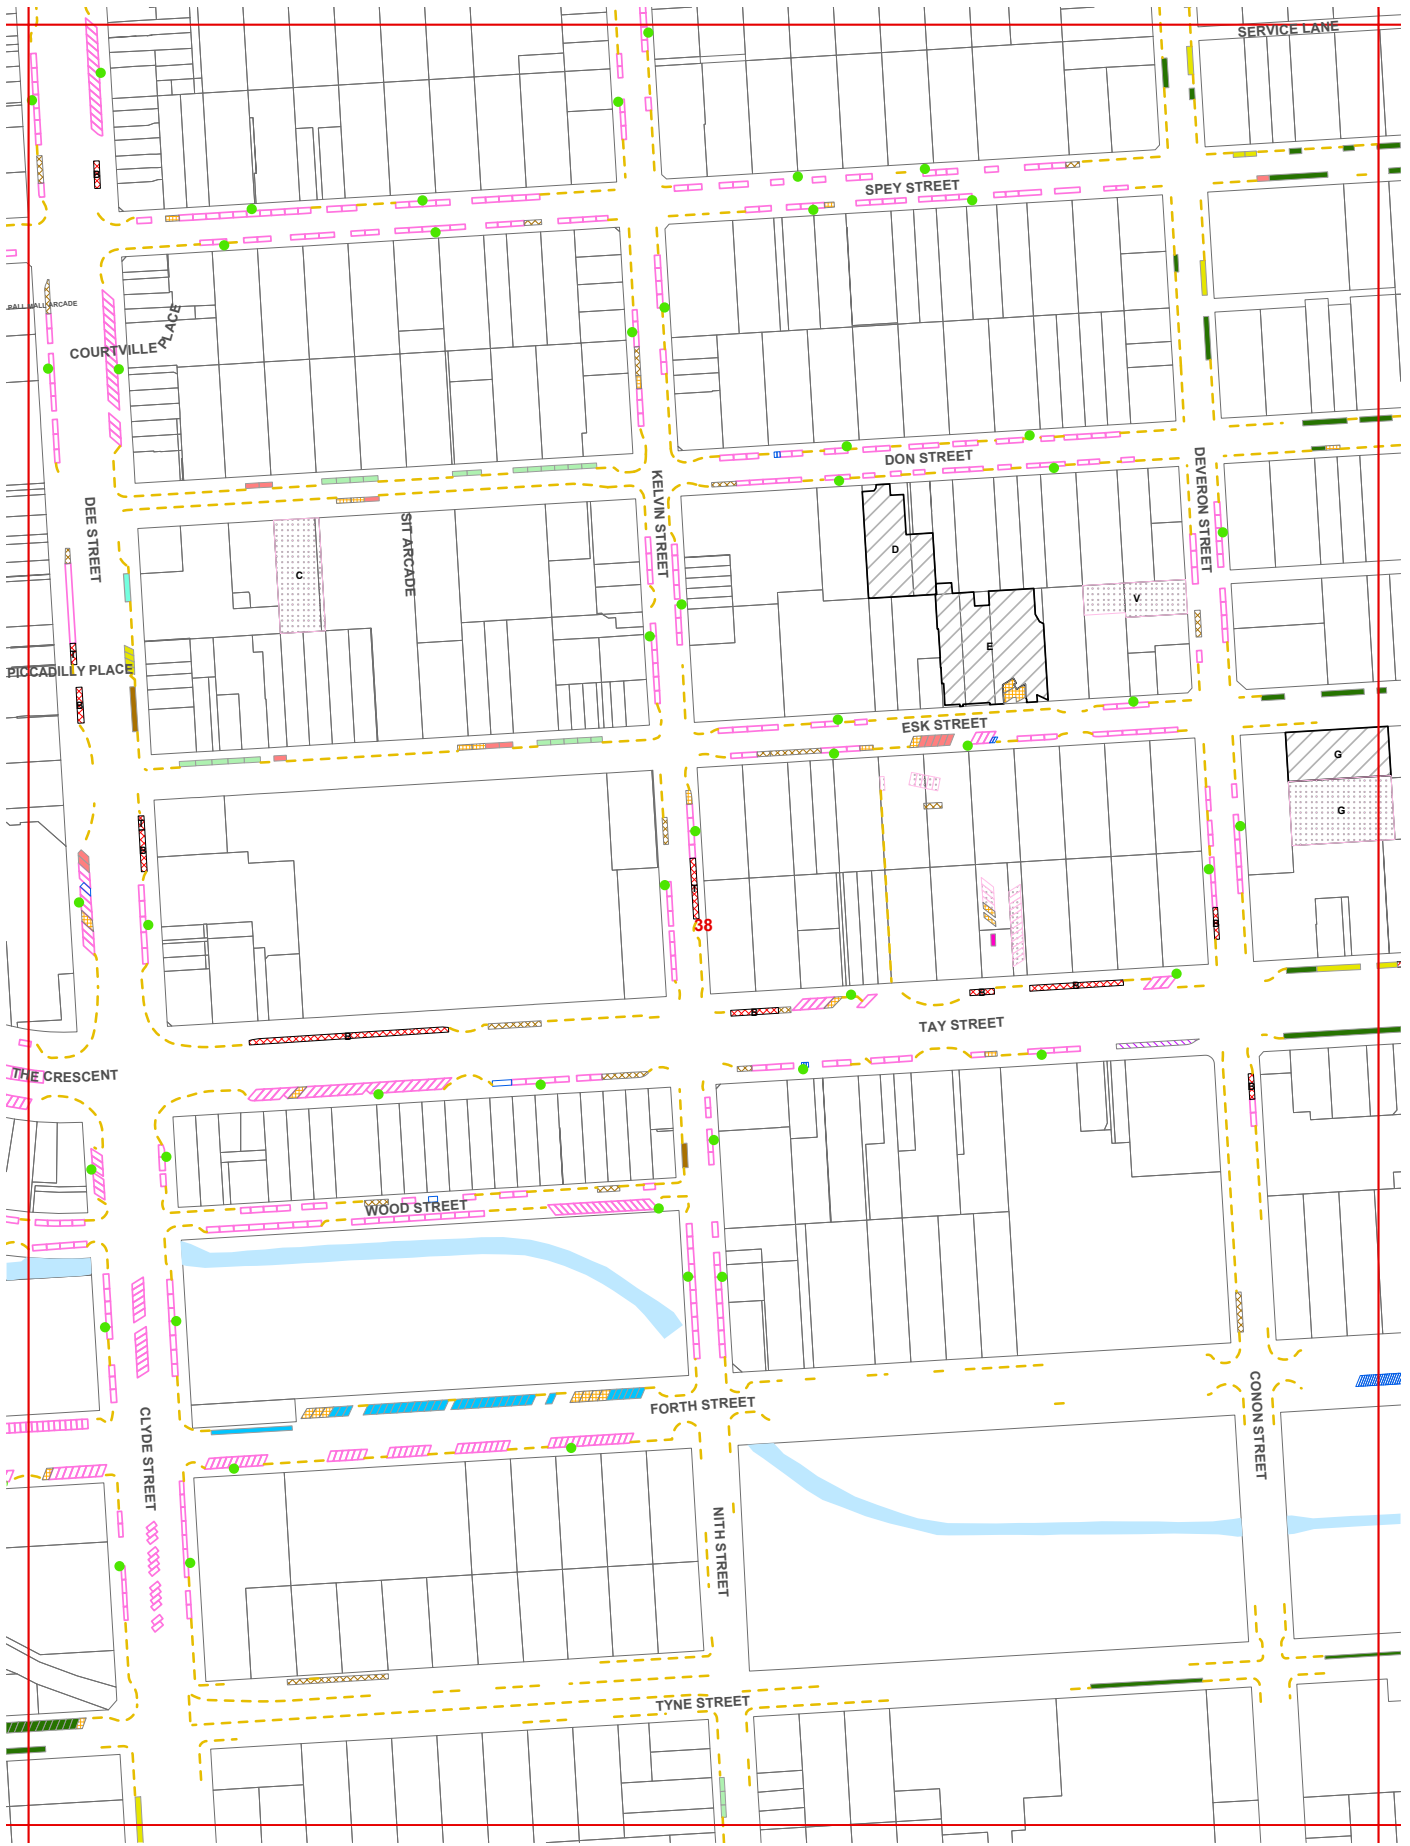 SERVICE LANE
B
SPEY STREET
PALL MALL ARCADE
PLACE
COURTVILLE
DON STREET
DEVERON STREET
KELVIN STREET
DEE STREET
SIT ARCADE
D
C
V
E
PICCADILLY PLACE
ESK STREET
G
G
B
B
38
B
B
B
B
TAY STREET
THE CRESCENT
B
WOOD STREET
FORTH STREET
CONON STREET
CLYDE STREET
NITH STREET
TYNE STREET